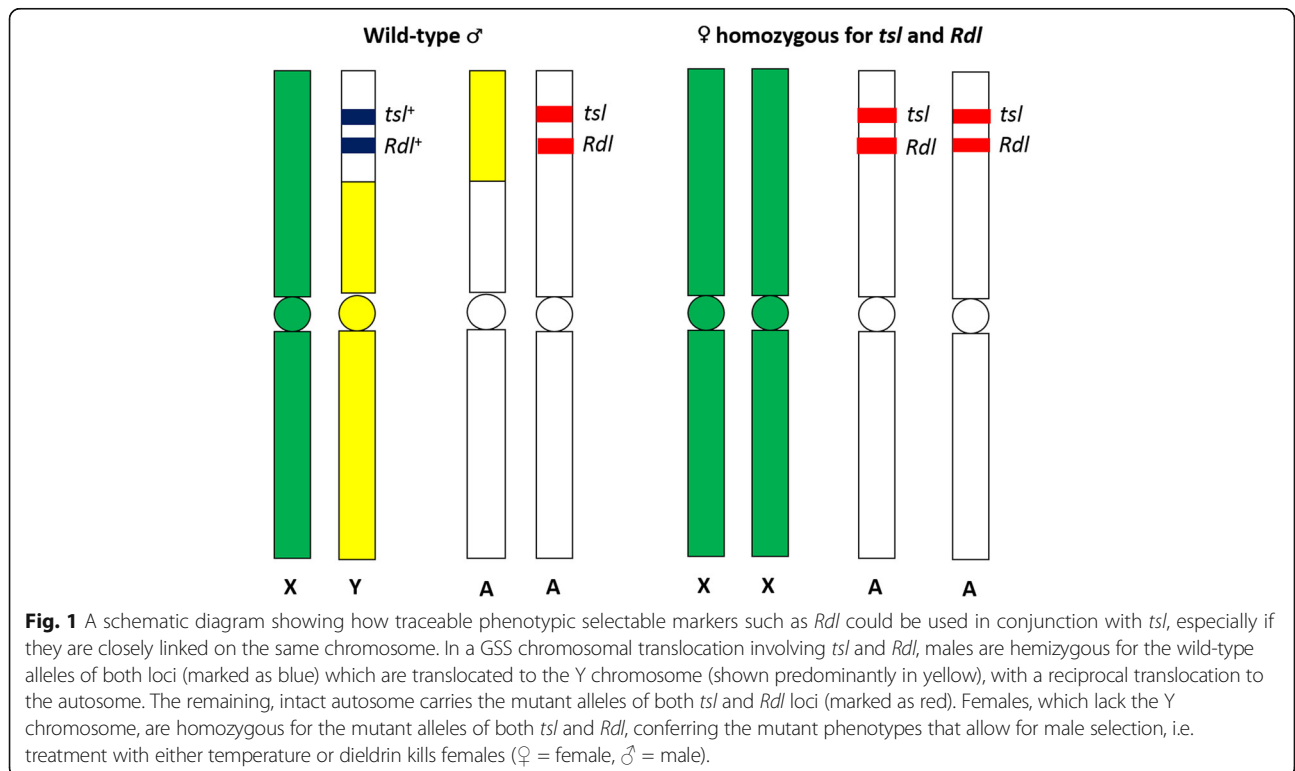 Wild-type ♂ ♀ homozygous for tsl and Rdl
tsl⁺ tsl tsl tsl
Rdl⁺ Rdl Rdl Rdl
X Y A A X X A A
Fig. 1 A schematic diagram showing how traceable phenotypic selectable markers such as Rdl could be used in conjunction with tsl, especially if
they are closely linked on the same chromosome. In a GSS chromosomal translocation involving tsl and Rdl, males are hemizygous for the wild-type
alleles of both loci (marked as blue) which are translocated to the Y chromosome (shown predominantly in yellow), with a reciprocal translocation to
the autosome. The remaining, intact autosome carries the mutant alleles of both tsl and Rdl loci (marked as red). Females, which lack the Y
chromosome, are homozygous for the mutant alleles of both tsl and Rdl, conferring the mutant phenotypes that allow for male selection, i.e.
treatment with either temperature or dieldrin kills females (♀ = female, ♂ = male).